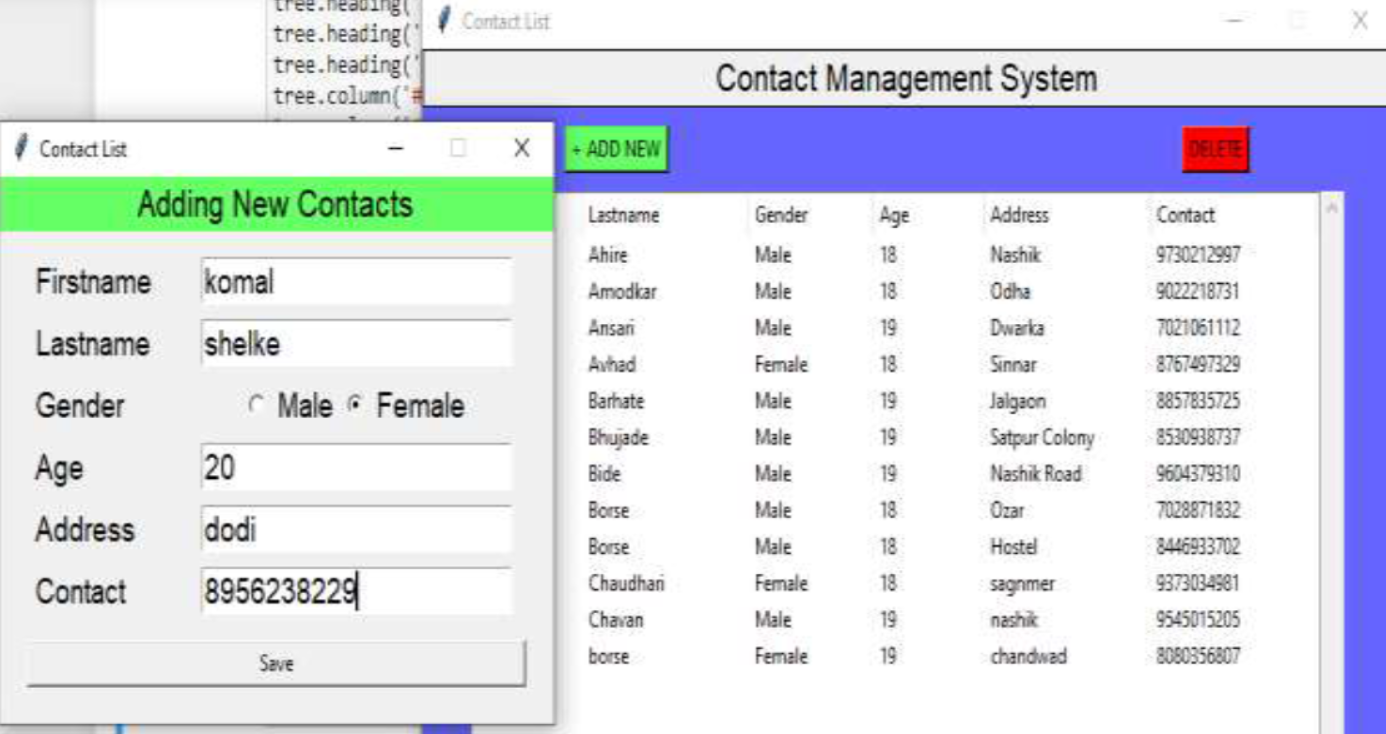 tree.heading(
tree.heading('
tree.heading('
tree.column('#
Contact List
Contact Management System
+ ADD NEW
DELETE
Lastname Gender Age Address Contact
Ahire Male 18 Nashik 9730212997
Amodkar Male 18 Odha 9022218731
Ansari Male 19 Dwarka 7021061112
Avhad Female 18 Sinnar 8767497329
Barhate Male 19 Jalgaon 8857835725
Bhujade Male 19 Satpur Colony 8530938737
Bide Male 19 Nashik Road 9604379310
Borse Male 18 Ozar 7028871832
Borse Male 18 Hostel 8446933702
Chaudhari Female 18 sagnmer 9373034981
Chavan Male 19 nashik 9545015205
borse Female 19 chandwad 8080356807
Contact List
Adding New Contacts
Firstname komal
Lastname shelke
Gender Male Female
Age 20
Address dodi
Contact 8956238229
Save